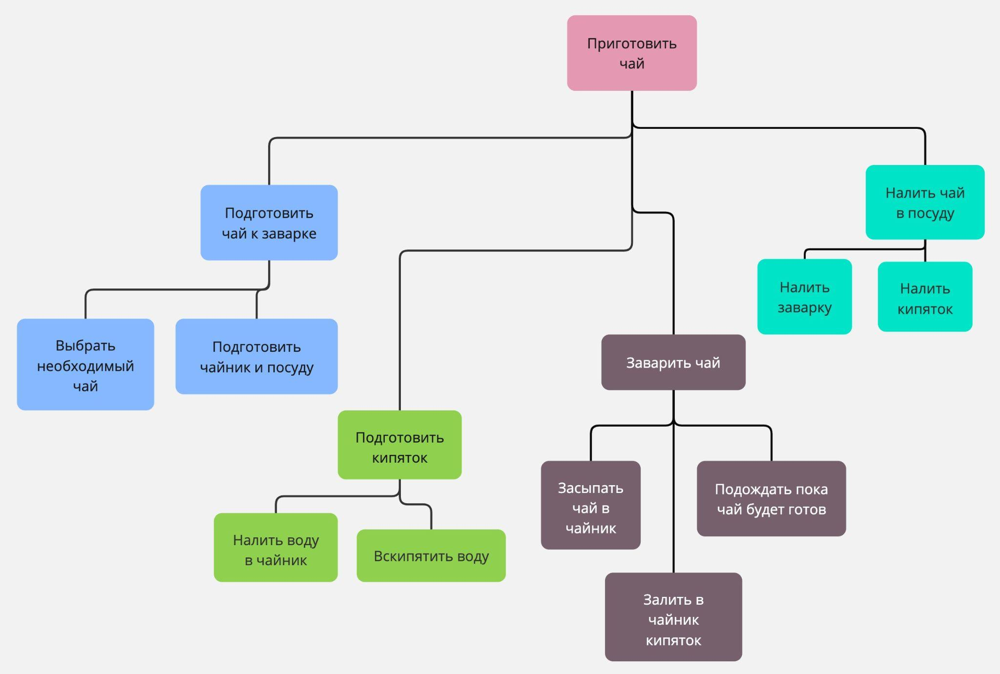 Приготовить
чай
Подготовить
чай к заварке
Выбрать
необходимый
чай
Подготовить
чайник и посуду
Подготовить
кипяток
Налить воду
в чайник
Вскипятить воду
Заварить чай
Засыпать
чай в
чайник
Залить в
чайник
кипяток
Подождать пока
чай будет готов
Налить чай
в посуду
Налить
заварку
Налить
кипяток